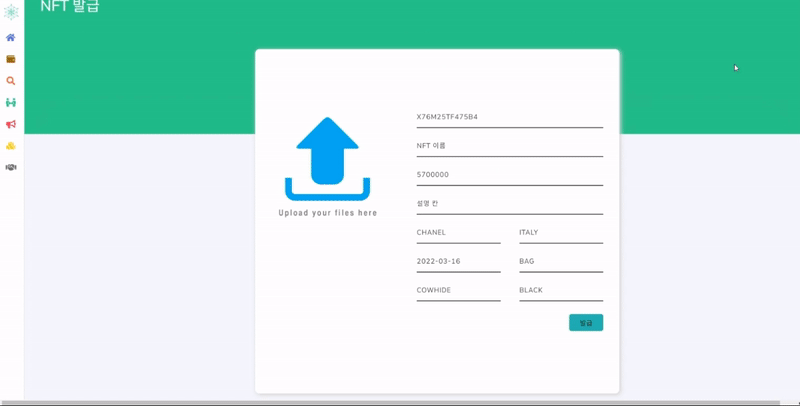 NFT 발급
Upload your files here
X76M25TF475B4
NFT 이름
5700000
설명 칸
CHANEL ITALY
2022-03-16 BAG
COWHIDE BLACK
발급